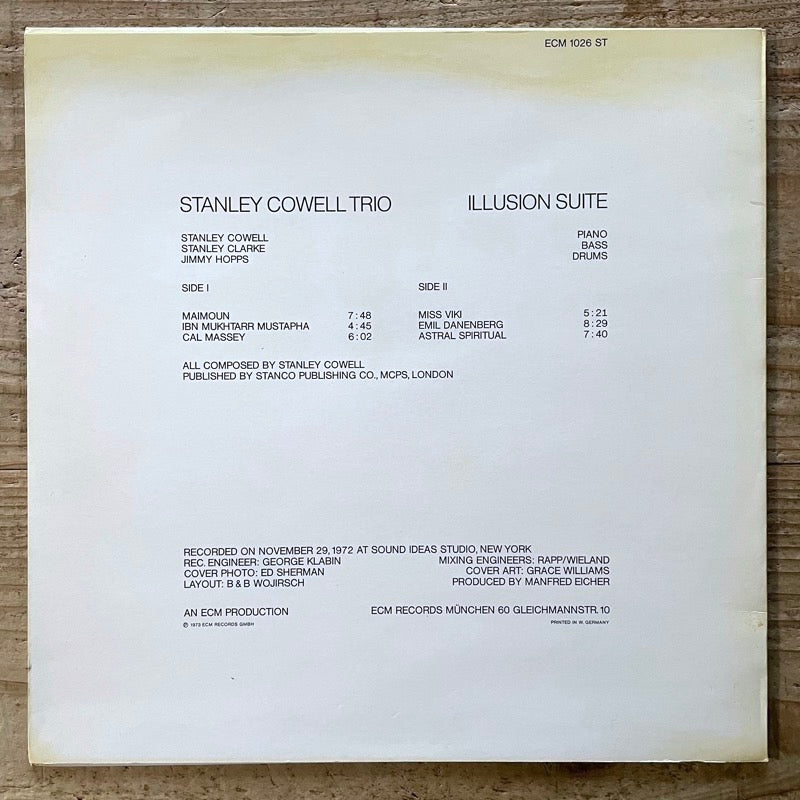 ECM 1026 ST
STANLEY COWELL TRIO ILLUSION SUITE
STANLEY COWELL PIANO
STANLEY CLARKE BASS
JIMMY HOPPS DRUMS
SIDE I SIDE II
MAIMOUN 7:48 MISS VIKI 5:21
IBN MUKHTARR MUSTAPHA 4:45 EMIL DANENBERG 8:29
CAL MASSEY 6:02 ASTRAL SPIRITUAL 7:40
ALL COMPOSED BY STANLEY COWELL
PUBLISHED BY STANCO PUBLISHING CO., MCPS, LONDON
RECORDED ON NOVEMBER 29, 1972 AT SOUND IDEAS STUDIO, NEW YORK
REC. ENGINEER: GEORGE KLABIN MIXING ENGINEERS: RAPP/WIELAND
COVER PHOTO: ED SHERMAN COVER ART: GRACE WILLIAMS
LAYOUT: B & B WOJIRSCH PRODUCED BY MANFRED EICHER
AN ECM PRODUCTION ECM RECORDS MÜNCHEN 60 GLEICHMANNSTR. 10
℗ 1973 ECM RECORDS GMBH PRINTED IN W. GERMANY